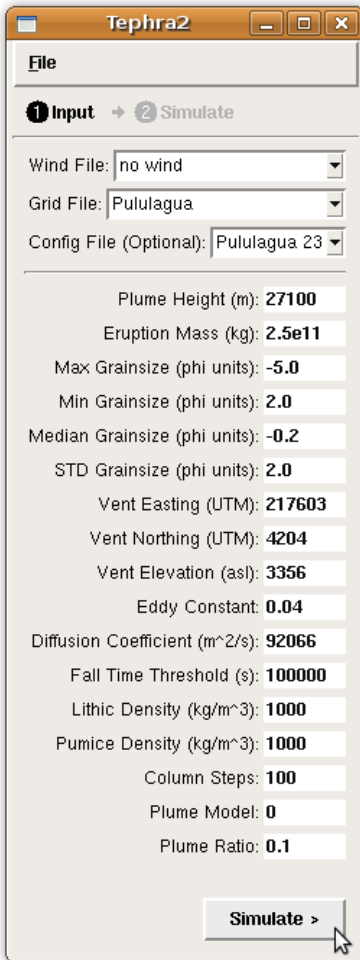 Tephra2
File
1 Input → 2 Simulate
Wind File: no wind
Grid File: Pululagua
Config File (Optional): Pululagua 23
Plume Height (m): 27100
Eruption Mass (kg): 2.5e11
Max Grainsize (phi units): -5.0
Min Grainsize (phi units): 2.0
Median Grainsize (phi units): -0.2
STD Grainsize (phi units): 2.0
Vent Easting (UTM): 217603
Vent Northing (UTM): 4204
Vent Elevation (asl): 3356
Eddy Constant: 0.04
Diffusion Coefficient (m^2/s): 92066
Fall Time Threshold (s): 100000
Lithic Density (kg/m^3): 1000
Pumice Density (kg/m^3): 1000
Column Steps: 100
Plume Model: 0
Plume Ratio: 0.1
Simulate >